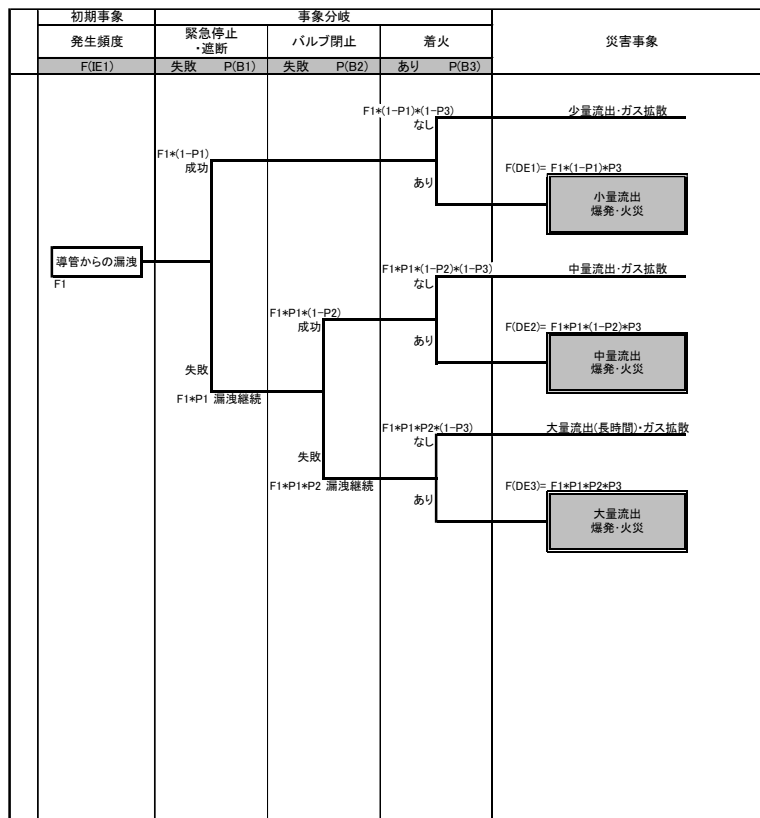 初期事象
事象分岐
発生頻度
緊急停止
・遮断
バルブ閉止
着火
災害事象
F(IE1)
失敗 P(B1)
失敗 P(B2)
あり P(B3)
F1*(1-P1)*(1-P3)
なし
少量流出・ガス拡散
F1*(1-P1)
成功
あり
F(DE1)= F1*(1-P1)*P3
小量流出
爆発・火災
導管からの漏洩
F1
F1*P1*(1-P2)*(1-P3)
なし
中量流出・ガス拡散
F1*P1*(1-P2)
成功
あり
F(DE2)= F1*P1*(1-P2)*P3
中量流出
爆発・火災
失敗
F1*P1 漏洩継続
F1*P1*P2*(1-P3)
なし
大量流出(長時間)・ガス拡散
失敗
F1*P1*P2 漏洩継続
あり
F(DE3)= F1*P1*P2*P3
大量流出
爆発・火災